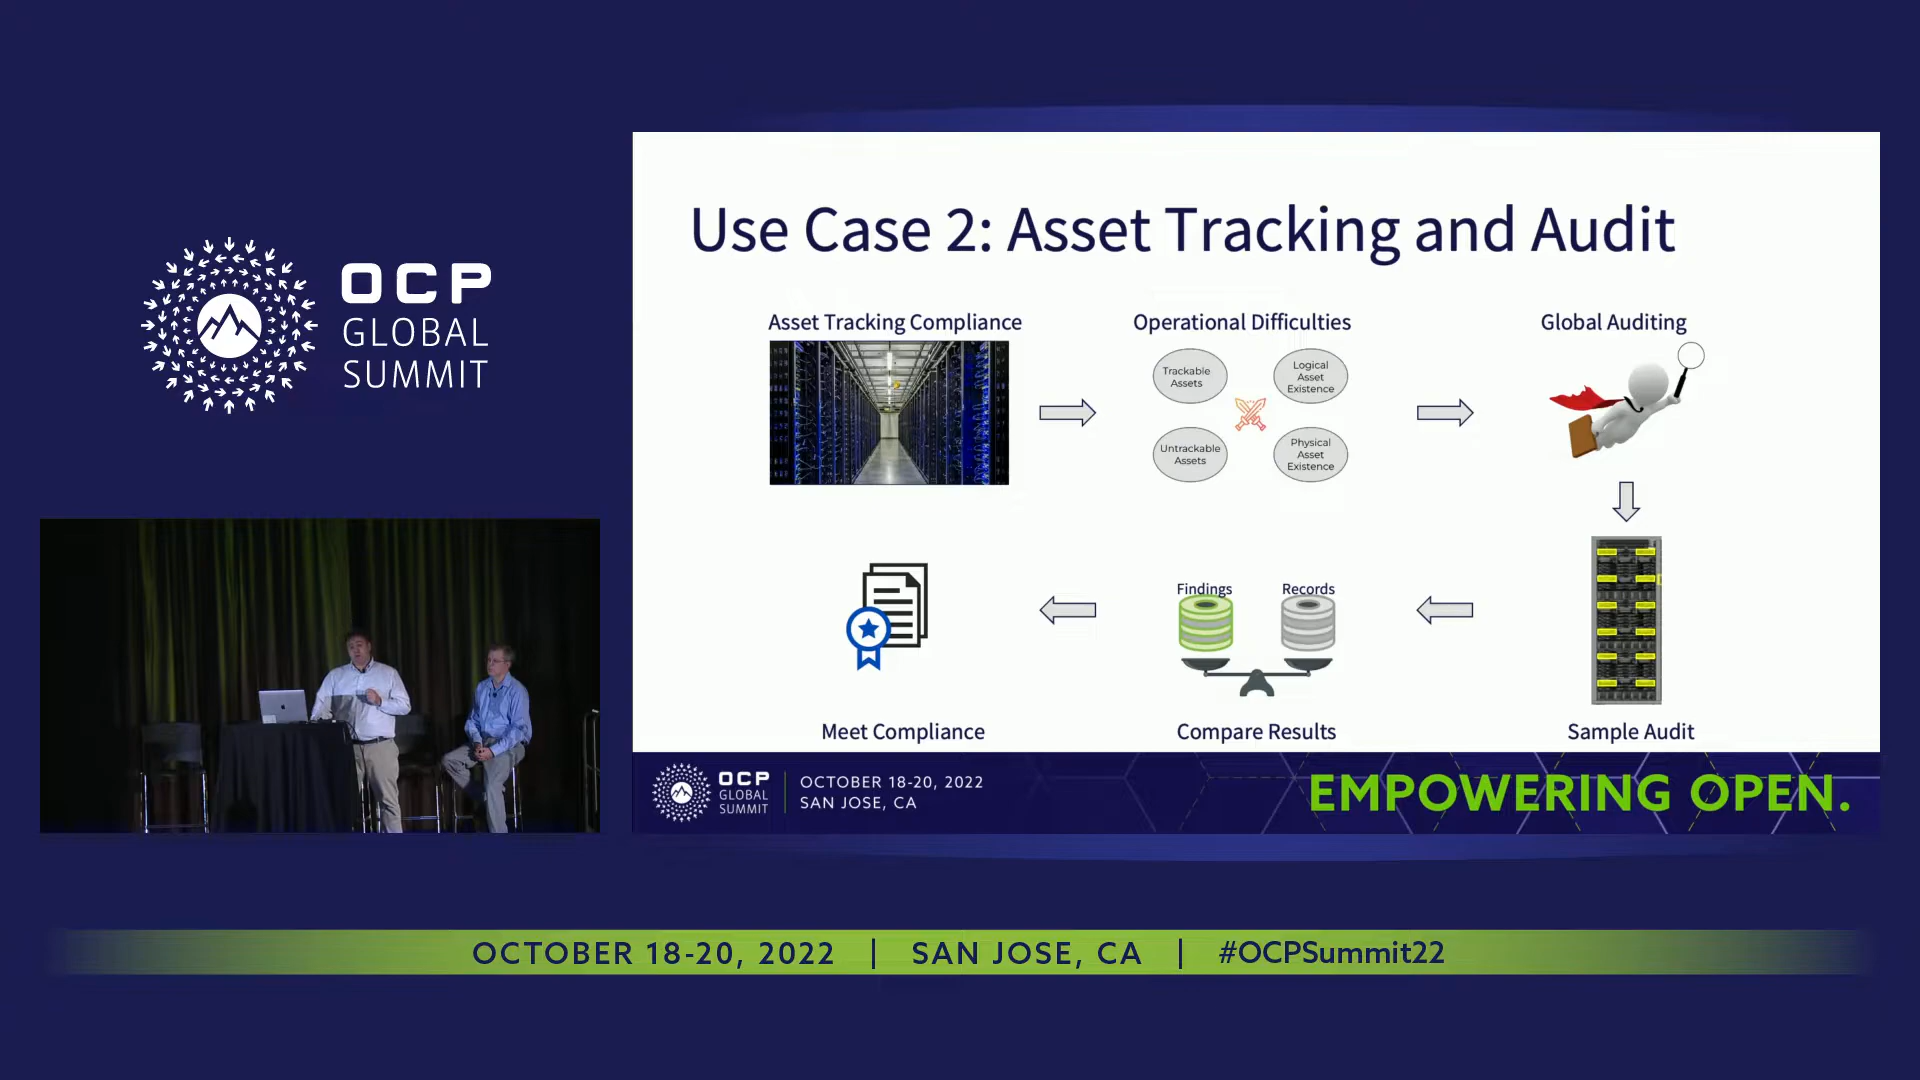 OCP
GLOBAL
SUMMIT
Use Case 2: Asset Tracking and Audit
Asset Tracking Compliance
Operational Difficulties
Global Auditing
Trackable
Assets
Logical
Asset
Existence
Untrackable
Assets
Physical
Asset
Existence
Findings
Records
Meet Compliance
Compare Results
Sample Audit
OCP
GLOBAL
SUMMIT
OCTOBER 18-20, 2022
SAN JOSE, CA
EMPOWERING OPEN.
OCTOBER 18-20, 2022 | SAN JOSE, CA | #OCPSummit22